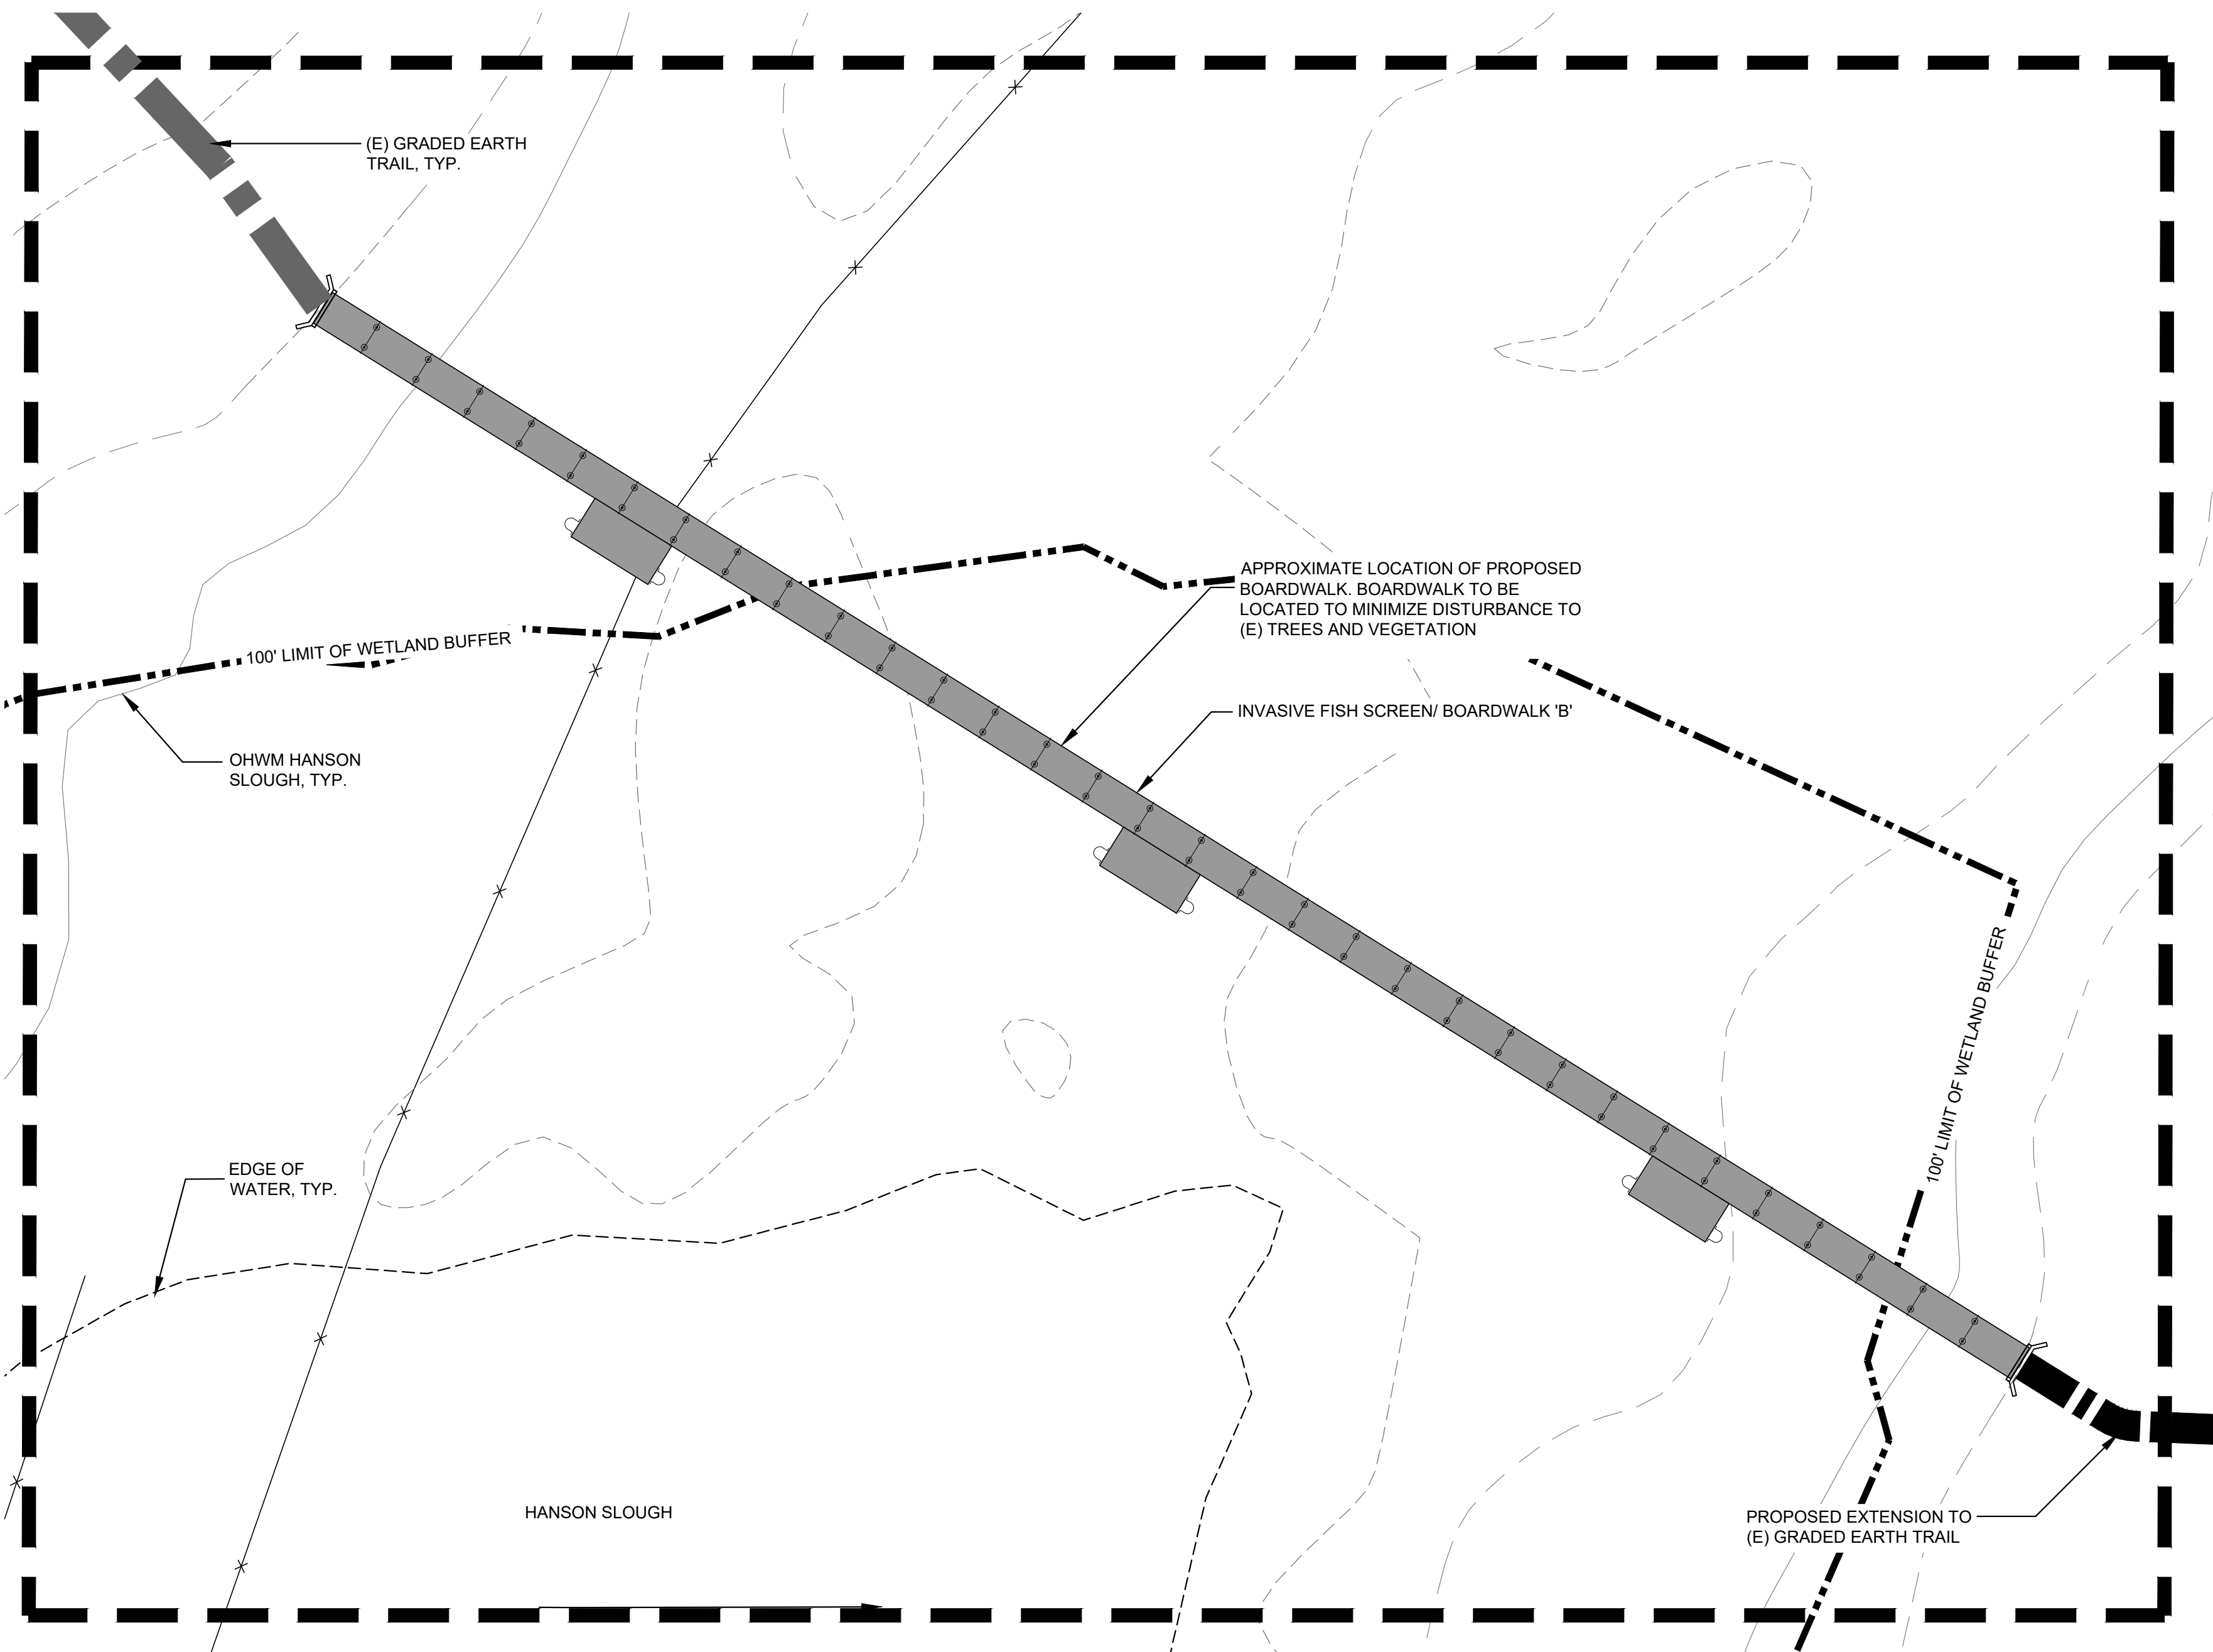 (E) GRADED EARTH
TRAIL, TYP.
APPROXIMATE LOCATION OF PROPOSED
BOARDWALK. BOARDWALK TO BE
LOCATED TO MINIMIZE DISTURBANCE TO
(E) TREES AND VEGETATION
100' LIMIT OF WETLAND BUFFER
INVASIVE FISH SCREEN/ BOARDWALK 'B'
OHWM HANSON
SLOUGH, TYP.
100' LIMIT OF WETLAND BUFFER
EDGE OF
WATER, TYP.
HANSON SLOUGH
PROPOSED EXTENSION TO
(E) GRADED EARTH TRAIL